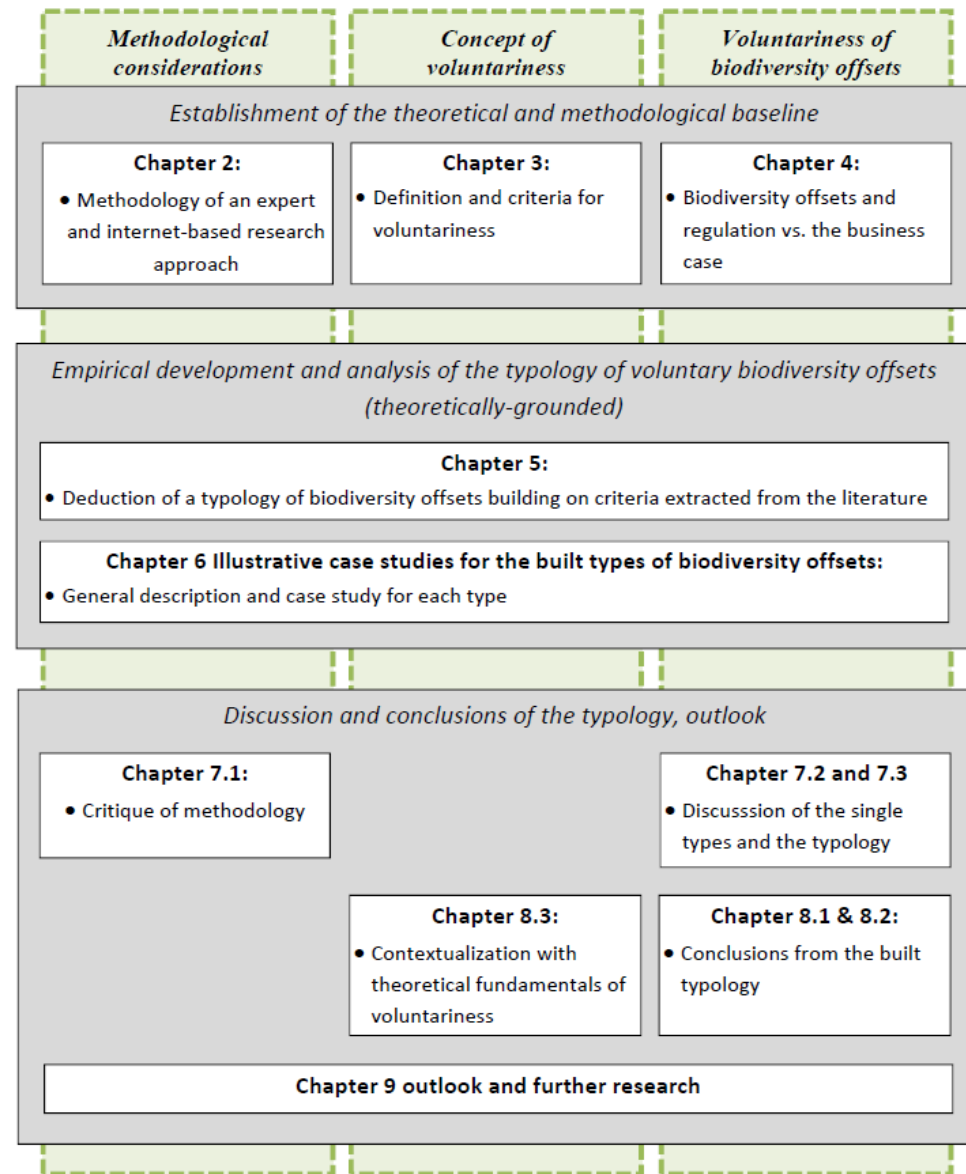 Methodological
considerations
Concept of
voluntariness
Voluntariness of
biodiversity offsets
Establishment of the theoretical and methodological baseline
Chapter 2:
• Methodology of an expert
and internet-based research
approach
Chapter 3:
• Definition and criteria for
voluntariness
Chapter 4:
• Biodiversity offsets and
regulation vs. the business
case
Empirical development and analysis of the typology of voluntary biodiversity offsets
(theoretically-grounded)
Chapter 5:
• Deduction of a typology of biodiversity offsets building on criteria extracted from the literature
Chapter 6 Illustrative case studies for the built types of biodiversity offsets:
• General description and case study for each type
Discussion and conclusions of the typology, outlook
Chapter 7.1:
• Critique of methodology
Chapter 7.2 and 7.3
• Discusssion of the single
types and the typology
Chapter 8.3:
• Contextualization with
theoretical fundamentals of
voluntariness
Chapter 8.1 & 8.2:
• Conclusions from the built
typology
Chapter 9 outlook and further research